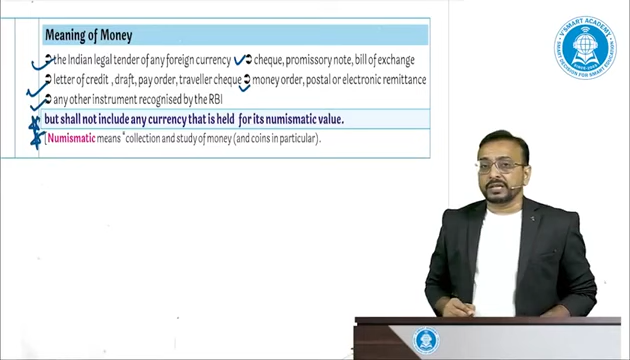 Meaning of Money
➲ the Indian legal tender of any foreign currency ➲ cheque, promissory note, bill of exchange
➲ letter of credit , draft, pay order, traveller cheque ➲ money order, postal or electronic remittance
➲ any other instrument recognised by the RBI
but shall not include any currency that is held for its numismatic value.
[Numismatic means "collection and study of money (and coins in particular).
V'SMART ACADEMY